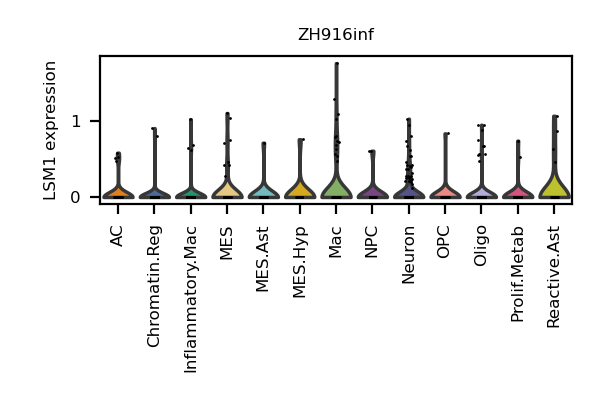 ZH916inf
LSM1 expression
1
0
AC
Chromatin.Reg
Inflammatory.Mac
MES
MES.Ast
MES.Hyp
Mac
NPC
Neuron
OPC
Oligo
Prolif.Metab
Reactive.Ast